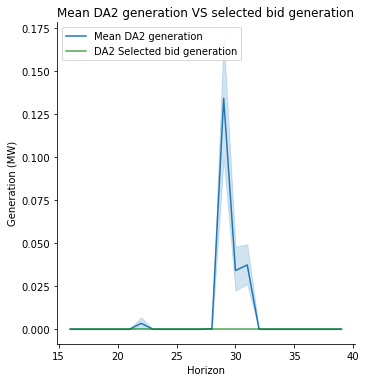 Mean DA2 generation VS selected bid generation
Mean DA2 generation
DA2 Selected bid generation
0.175
0.150
0.125
0.100
0.075
0.050
0.025
0.000
Generation (MW)
15
20
25
30
35
40
Horizon